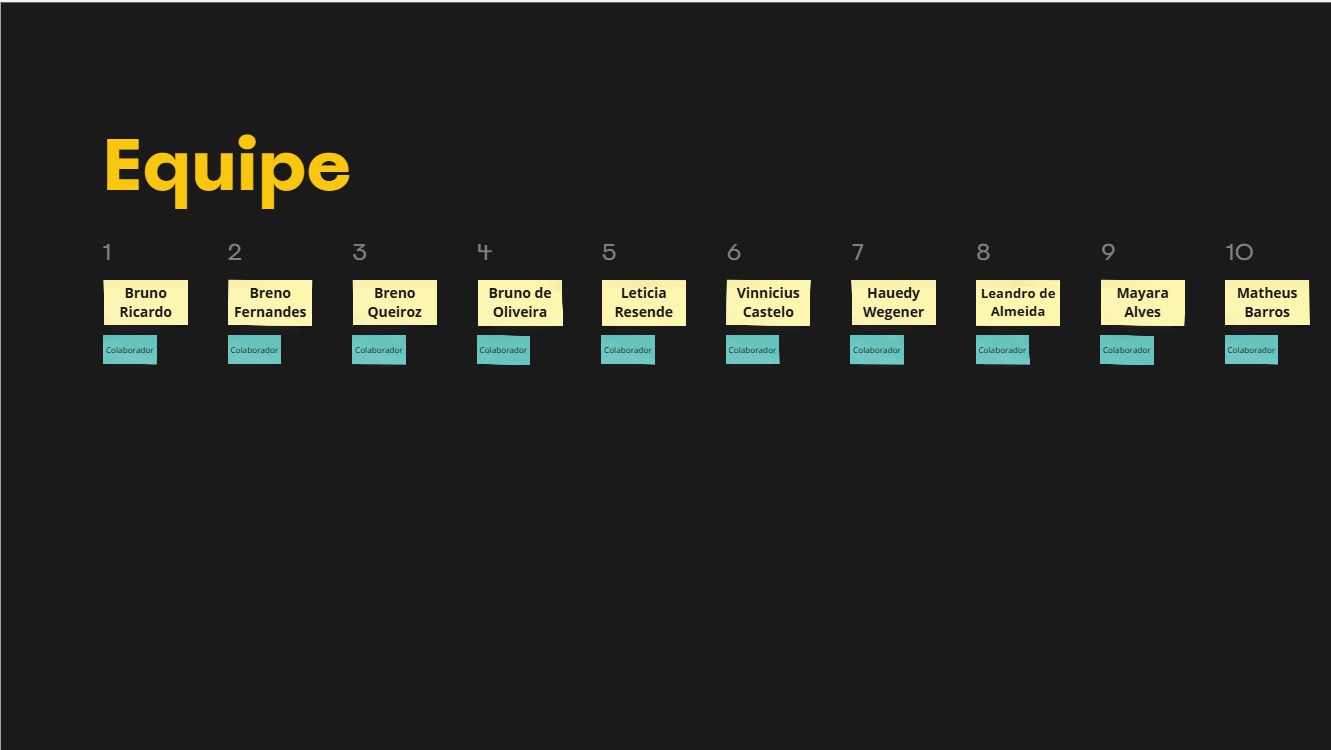 Equipe
1 2 3 4 5 6 7 8 9 10
Bruno Breno Breno Bruno de Leticia Vinnicius Hauedy Leandro de Mayara Matheus
Ricardo Fernandes Queiroz Oliveira Resende Castelo Wegener Almeida Alves Barros
Colaborador Colaborador Colaborador Colaborador Colaborador Colaborador Colaborador Colaborador Colaborador Colaborador